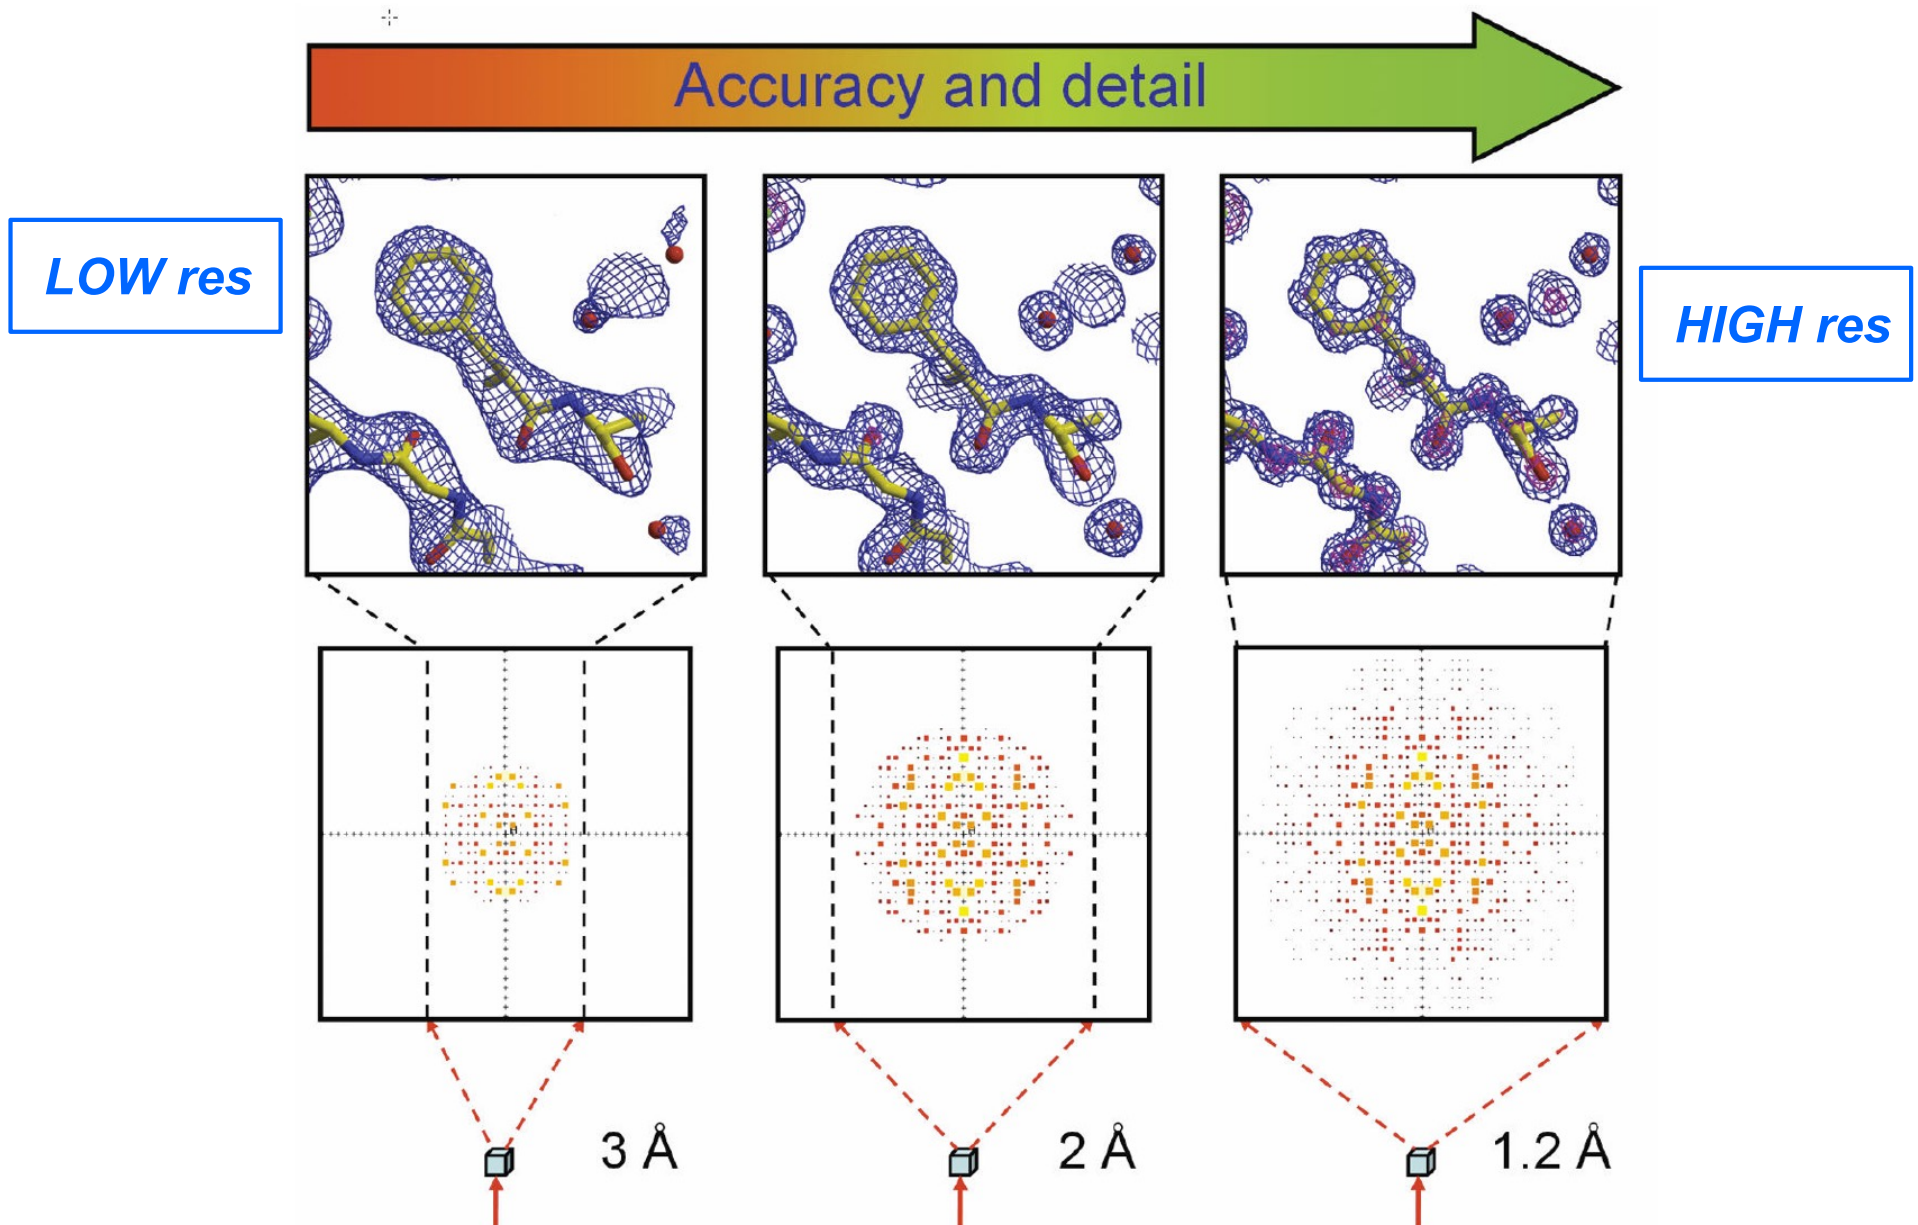 Accuracy and detail
LOW res
HIGH res
3 Å
2 Å
1.2 Å